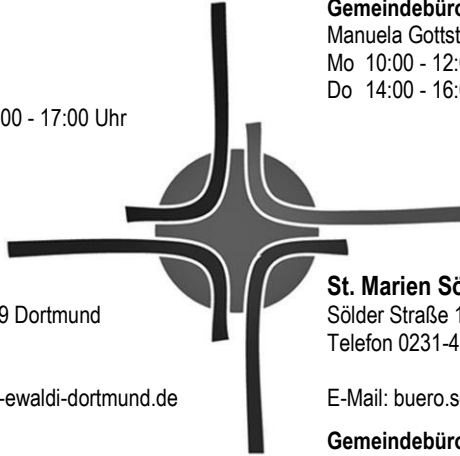 00 - 17:00 Uhr
9 Dortmund
-ewaldi-dortmund.de
Gemeindebüro
Manuela Gottst
Mo 10:00 - 12:
Do 14:00 - 16:
St. Marien Sö
Sölder Straße 1
Telefon 0231-4
E-Mail: buero.s
Gemeindebüro